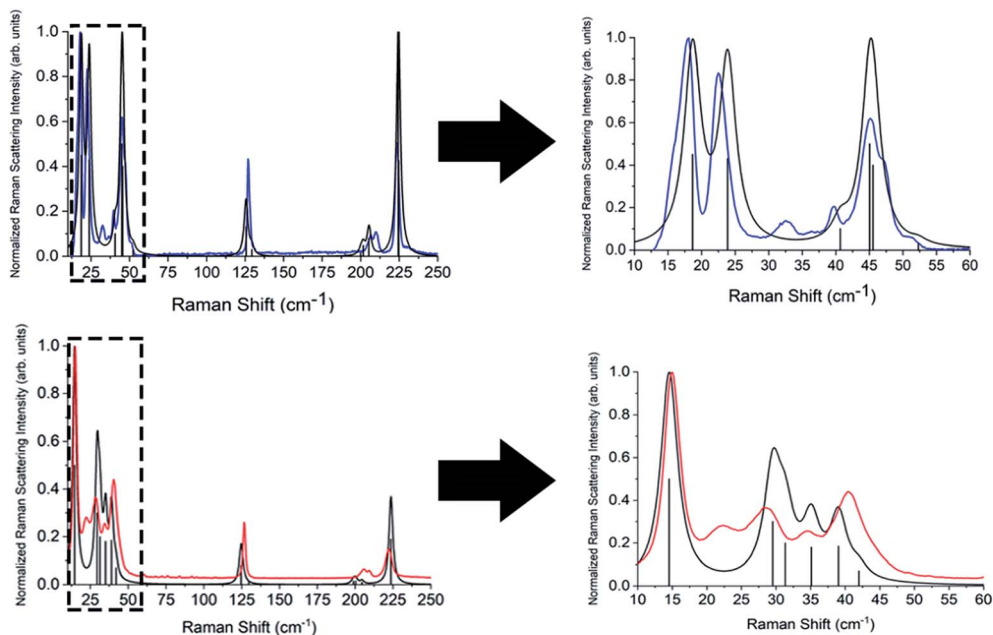 Normalized Raman Scattering Intensity (arb. units)
1.0
0.8
0.6
0.4
0.2
0.0
25 50 75 100 125 150 175 200 225 250
Raman Shift (cm-1)
Normalized Raman Scattering Intensity (arb. units)
1.0
0.8
0.6
0.4
0.2
0.0
10 15 20 25 30 35 40 45 50 55 60
Raman Shift (cm-1)
Normalized Raman Scattering Intensity (arb. units)
1.0
0.8
0.6
0.4
0.2
0.0
25 50 75 100 125 150 175 200 225 250
Raman Shift (cm-1)
Normalized Raman Scattering Intensity (arb. units)
1.0
0.8
0.6
0.4
0.2
0.0
10 15 20 25 30 35 40 45 50 55 60
Raman Shift (cm-1)